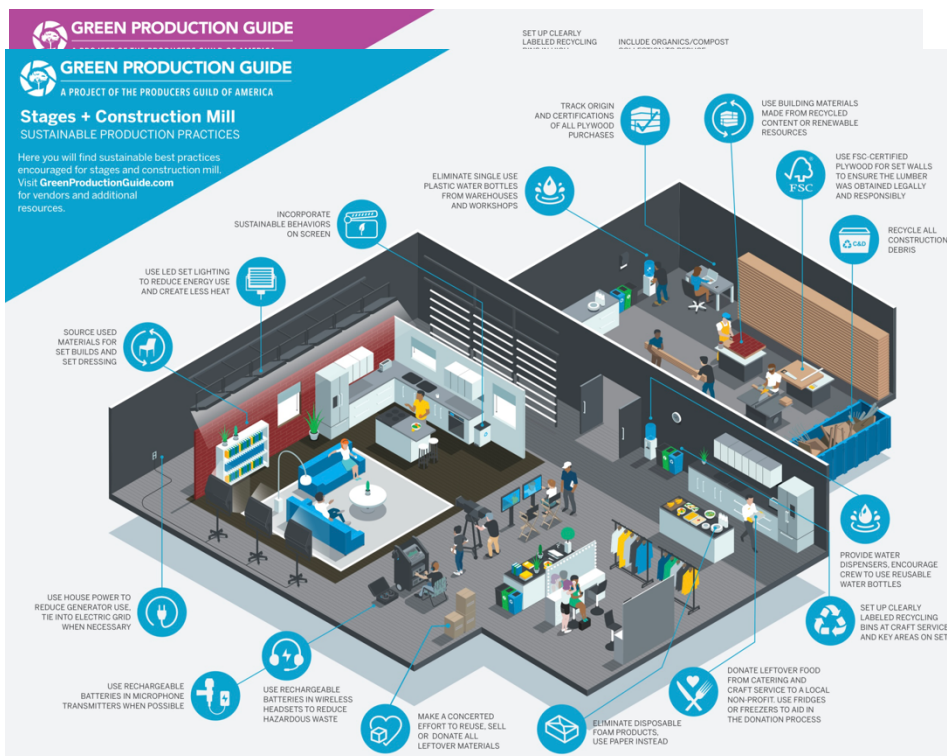 GREEN PRODUCTION GUIDE
SET UP CLEARLY
LABELED RECYCLING
INCLUDE ORGANICS/COMPOST
GREEN PRODUCTION GUIDE
A PROJECT OF THE PRODUCERS GUILD OF AMERICA
Stages + Construction Mill
SUSTAINABLE PRODUCTION PRACTICES
Here you will find sustainable best practices
encouraged for stages and construction mill.
Visit GreenProductionGuide.com
for vendors and additional
resources.
TRACK ORIGIN
AND CERTIFICATIONS
OF ALL PLYWOOD
PURCHASES
USE BUILDING MATERIALS
MADE FROM RECYCLED
CONTENT OR RENEWABLE
RESOURCES
ELIMINATE SINGLE USE
PLASTIC WATER BOTTLES
FROM WAREHOUSES
AND WORKSHOPS
FSC
USE FSC-CERTIFIED
PLYWOOD FOR SET WALLS
TO ENSURE THE LUMBER
WAS OBTAINED LEGALLY
AND RESPONSIBLY
INCORPORATE
SUSTAINABLE BEHAVIORS
ON SCREEN
C&D
RECYCLE ALL
CONSTRUCTION
DEBRIS
USE LED SET LIGHTING
TO REDUCE ENERGY USE
AND CREATE LESS HEAT
SOURCE USED
MATERIALS FOR
SET BUILDS AND
SET DRESSING
PROVIDE WATER
DISPENSERS, ENCOURAGE
CREW TO USE REUSABLE
WATER BOTTLES
USE HOUSE POWER TO
REDUCE GENERATOR USE,
TIE INTO ELECTRIC GRID
WHEN NECESSARY
SET UP CLEARLY
LABELED RECYCLING
BINS AT CRAFT SERVICE
AND KEY AREAS ON SET
USE RECHARGEABLE
BATTERIES IN MICROPHONE
TRANSMITTERS WHEN POSSIBLE
USE RECHARGEABLE
BATTERIES IN WIRELESS
HEADSETS TO REDUCE
HAZARDOUS WASTE
MAKE A CONCERTED
EFFORT TO REUSE, SELL
OR DONATE ALL
LEFTOVER MATERIALS
ELIMINATE DISPOSABLE
FOAM PRODUCTS,
USE PAPER INSTEAD
DONATE LEFTOVER FOOD
FROM CATERING AND
CRAFT SERVICE TO A LOCAL
NON-PROFIT. USE FRIDGES
OR FREEZERS TO AID IN
THE DONATION PROCESS